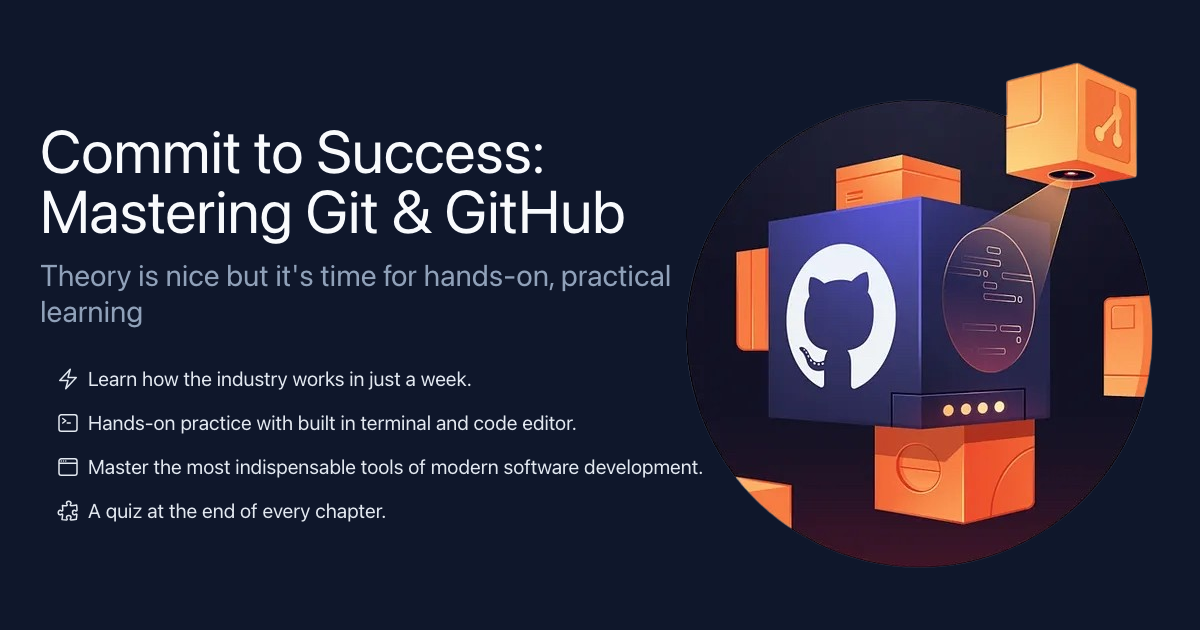 Commit to Success:
Mastering Git & GitHub
Theory is nice but it's time for hands-on, practical
learning
Learn how the industry works in just a week.
Hands-on practice with built in terminal and code editor.
Master the most indispensable tools of modern software development.
A quiz at the end of every chapter.